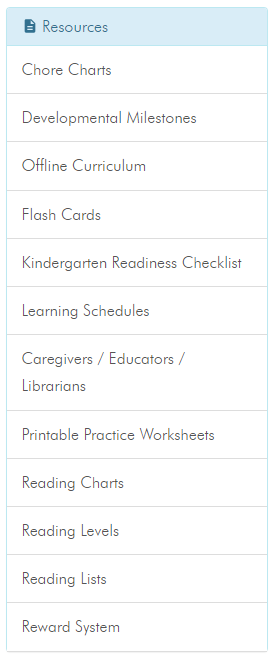 Resources
Chore Charts
Developmental Milestones
Offline Curriculum
Flash Cards
Kindergarten Readiness Checklist
Learning Schedules
Caregivers / Educators /
Librarians
Printable Practice Worksheets
Reading Charts
Reading Levels
Reading Lists
Reward System